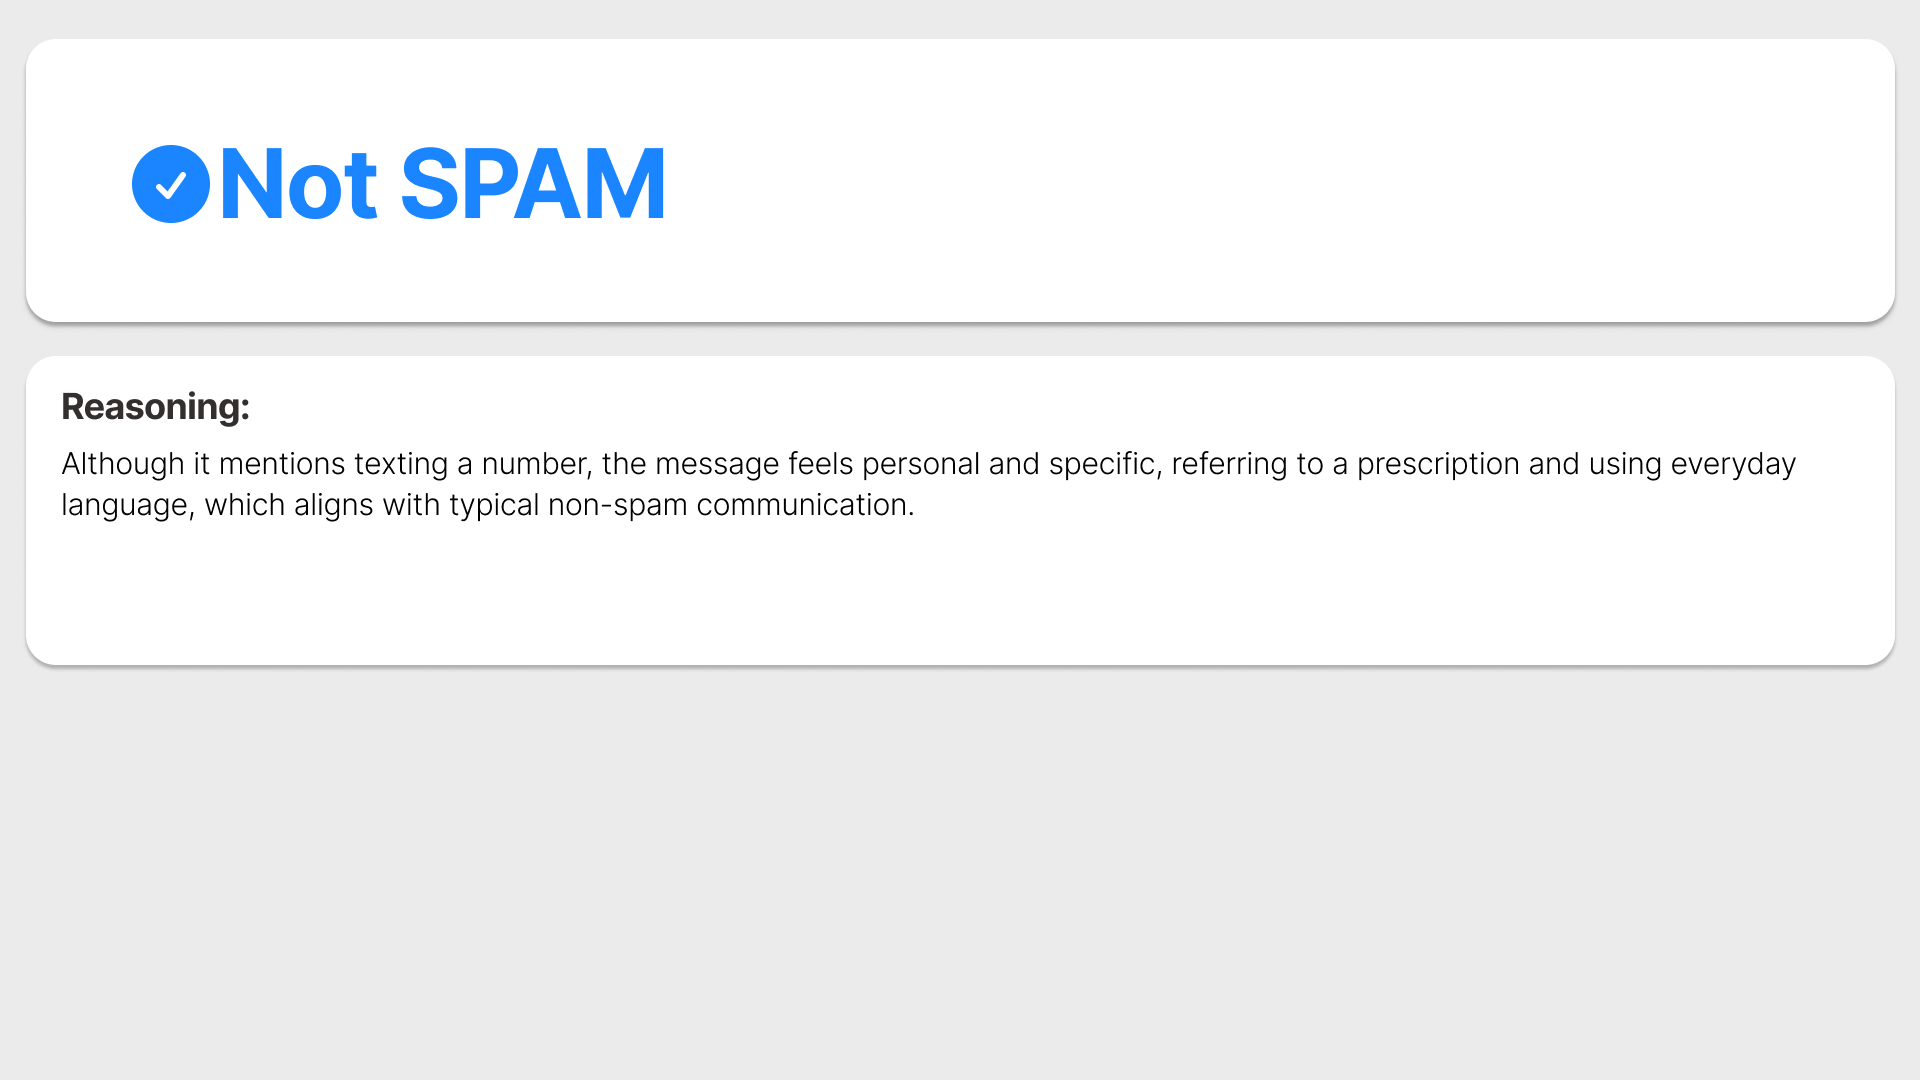 Not SPAM
Reasoning:
Although it mentions texting a number, the message feels personal and specific, referring to a prescription and using everyday
language, which aligns with typical non-spam communication.